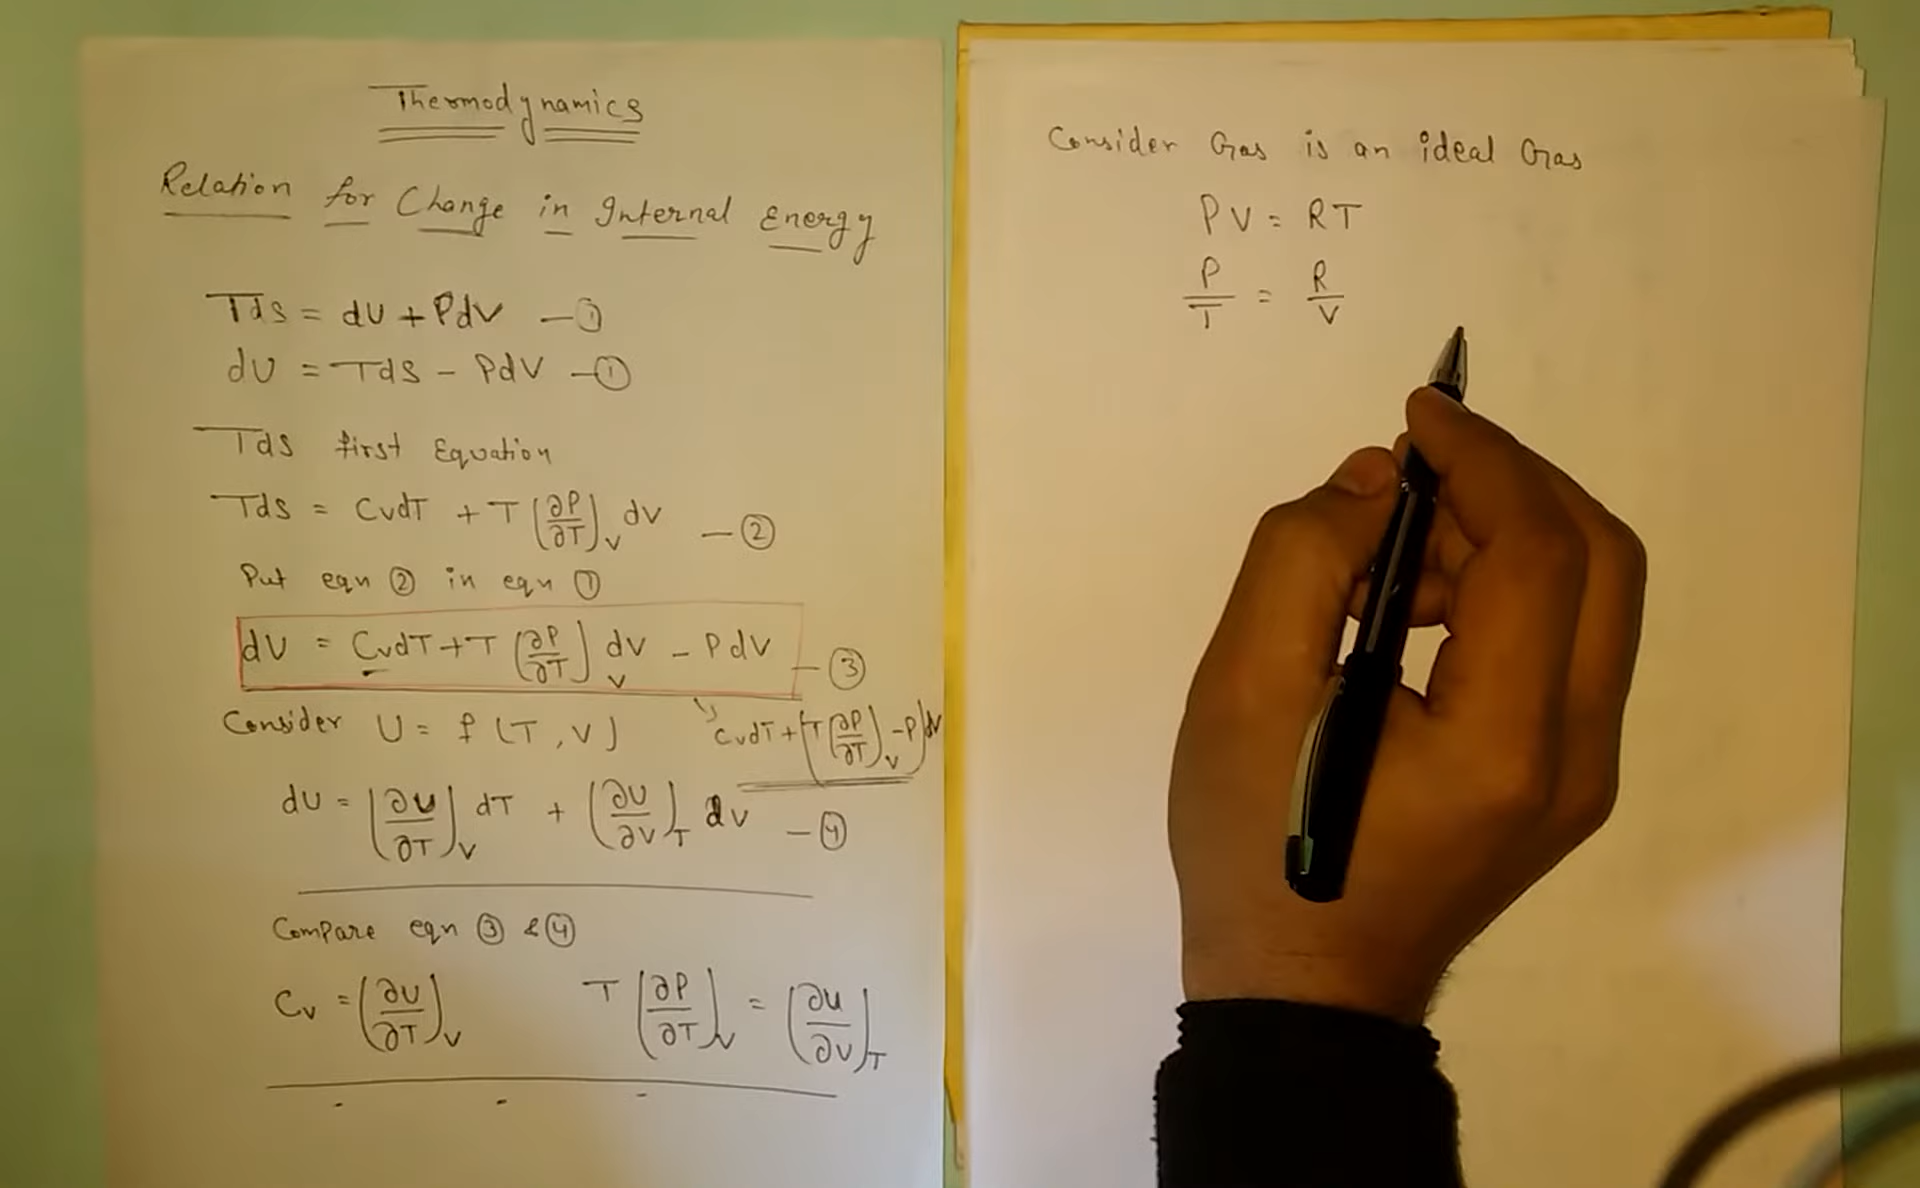 Thermodynamics
Relation for Change in Internal Energy
Tds = dU + PdV — ①
dU = Tds - PdV — ①
Tds first Equation
Tds = CvdT + T (∂P/∂T)V dV — ②
Put eqn ② in eqn ①
dU = CvdT + T (∂P/∂T)V dV - PdV — ③
Consider U = f (T, V)
CvdT + (T(∂P/∂T)V - P) dV
dU = (∂U/∂T)V dT + (∂U/∂V)T dV — ④
Compare eqn ③ & ④
Cv = (∂U/∂T)V T (∂P/∂T)V = (∂U/∂V)T
Consider Gas is an ideal Gas
PV = RT
P/T = R/V